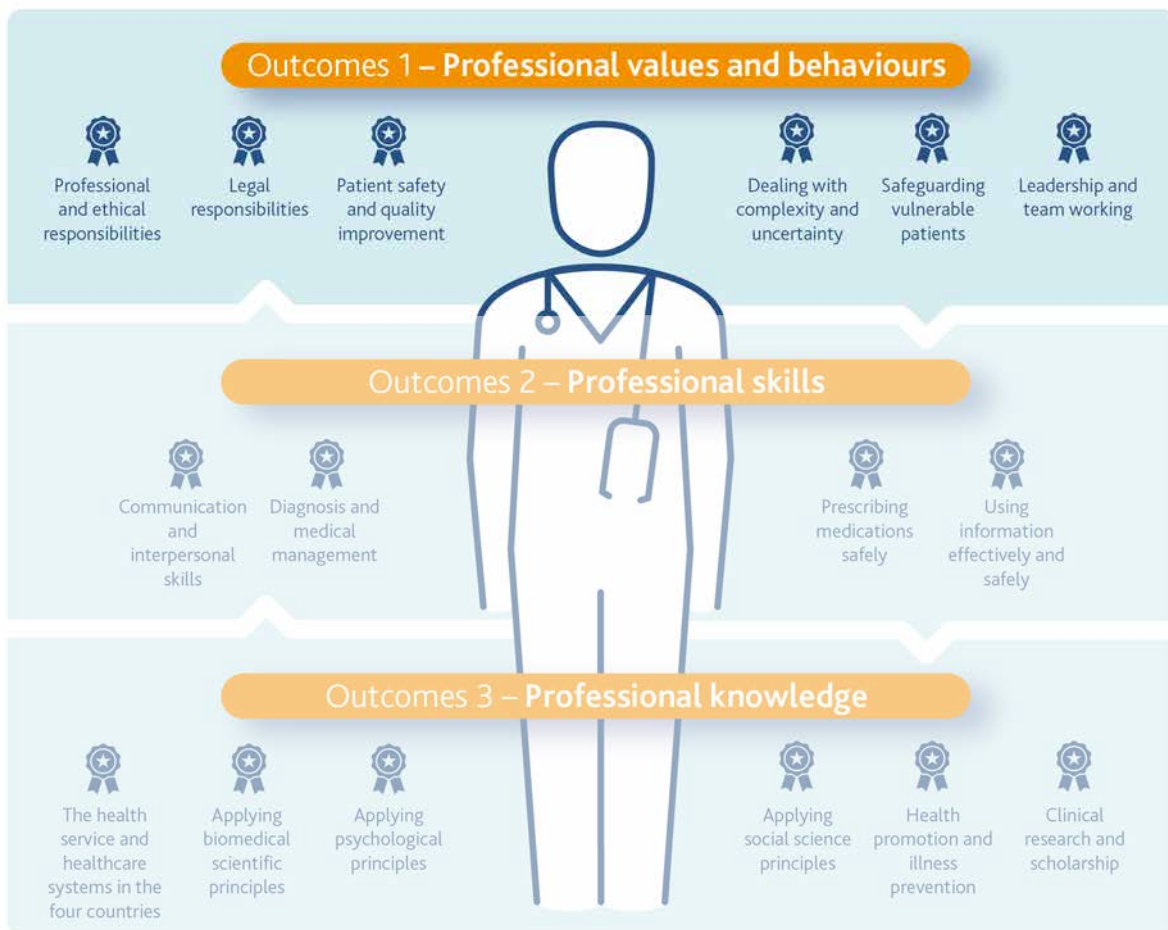 Outcomes 1 – Professional values and behaviours
Professional
and ethical
responsibilities
Legal
responsibilities
Patient safety
and quality
improvement
Dealing with
complexity and
uncertainty
Safeguarding
vulnerable
patients
Leadership and
team working
Outcomes 2 – Professional skills
Communication
and
interpersonal
skills
Diagnosis and
medical
management
Prescribing
medications
safely
Using
information
effectively and
safely
Outcomes 3 – Professional knowledge
The health
service and
healthcare
systems in the
four countries
Applying
biomedical
scientific
principles
Applying
psychological
principles
Applying
social science
principles
Health
promotion and
illness
prevention
Clinical
research and
scholarship